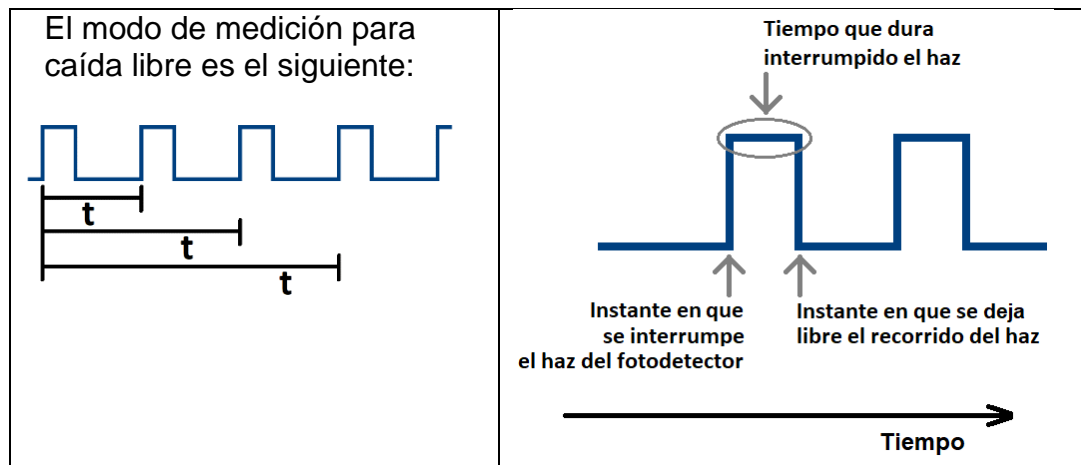 El modo de medición para
caída libre es el siguiente:
t
t
t
Tiempo que dura
interrumpido el haz
Instante en que
se interrumpe
el haz del fotodetector
Instante en que se deja
libre el recorrido del haz
Tiempo